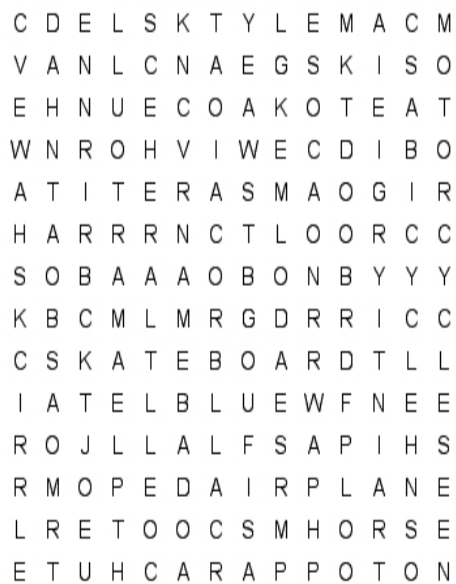 C D E L S K T Y L E M A C M
V A N L C N A E G S K I S O
E H N U E C O A K O T E A T
W N R O H V I W E C D I B O
A T I T E R A S M A O G I R
H A R R R N C T L O O R C C
S O B A A A O B O N B Y Y Y
K B C M L M R G D R R I C C
C S K A T E B O A R D T L L
I A T E L B L U E W F N E E
R O J L L A L F S A P I H S
R M O P E D A I R P L A N E
L R E T O O C S M H O R S E
E T U H C A R A P P O T O N